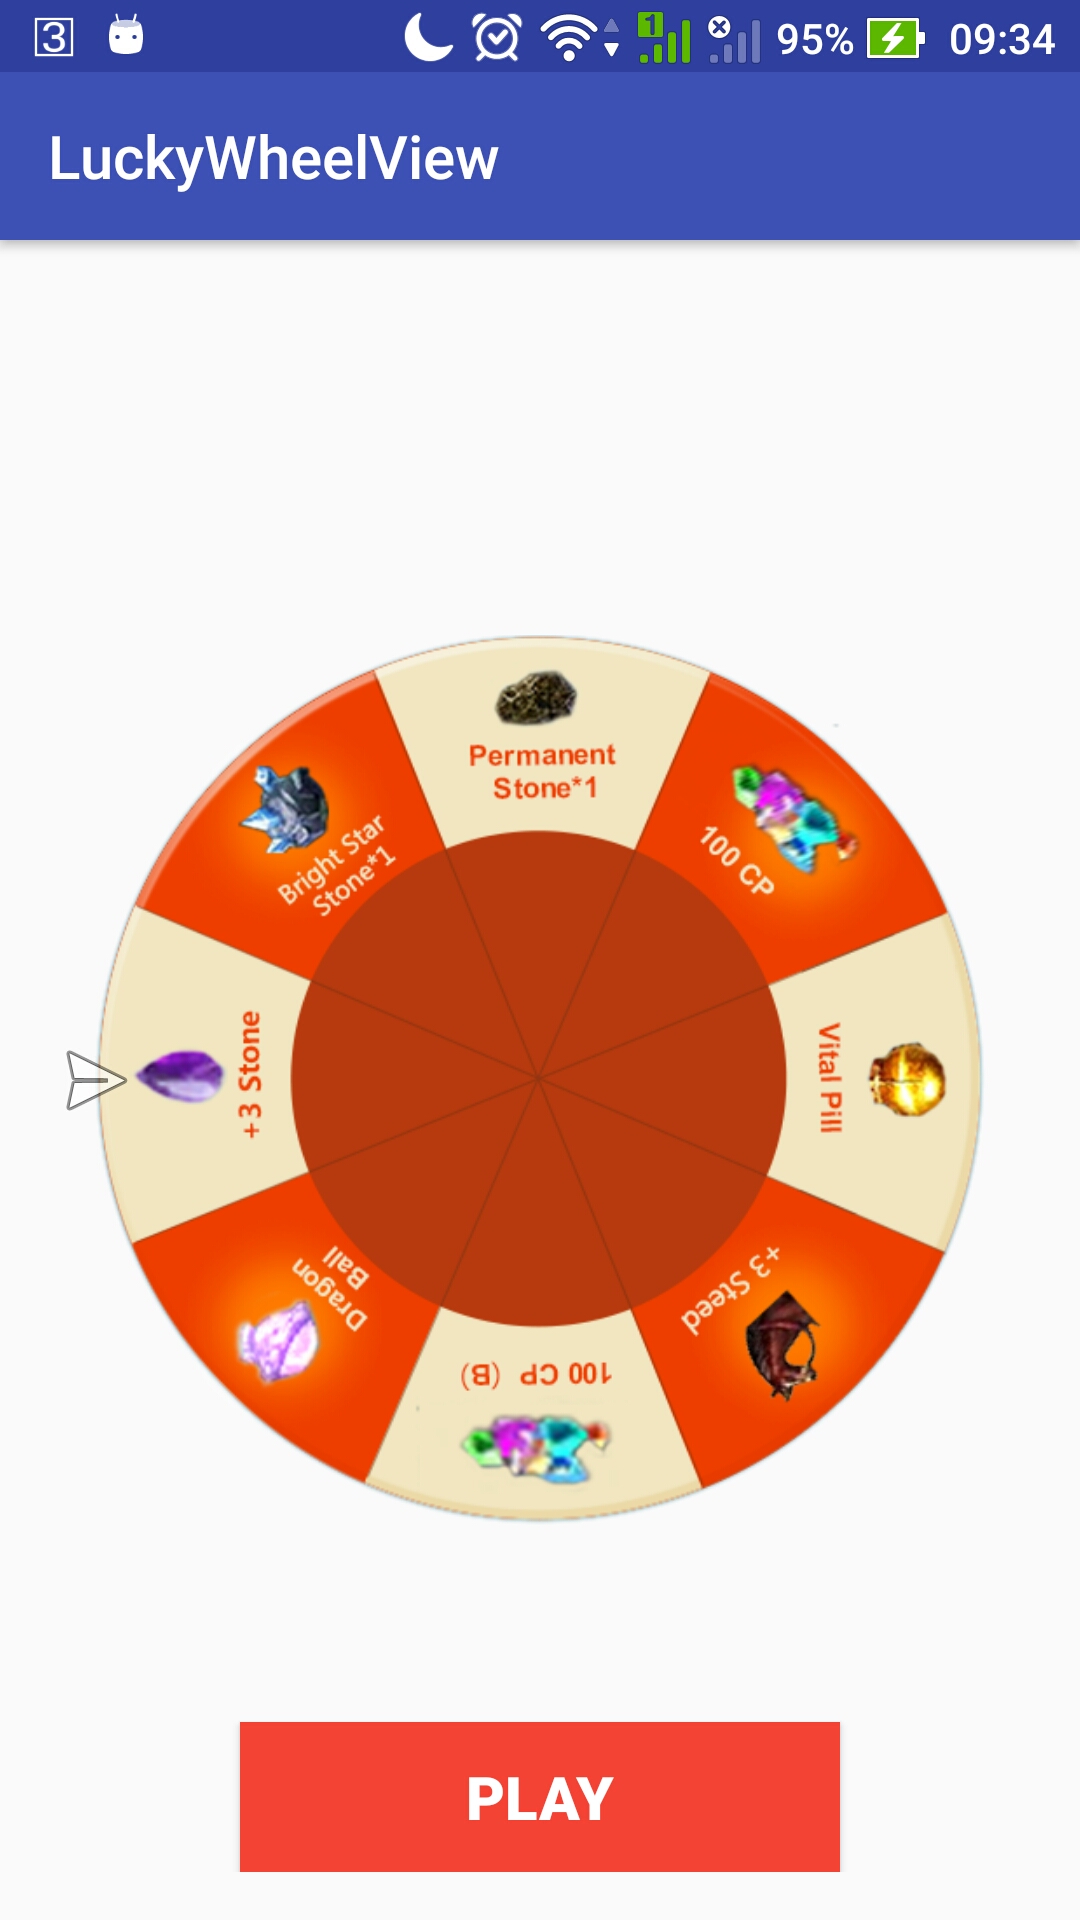 3
1
95%
09:34
LuckyWheelView
Permanent
Stone*1
100 CP
Vital Pill
+3 Steed
100 CP (B)
Dragon
Ball
+3 Stone
Bright Star
Stone*1
PLAY